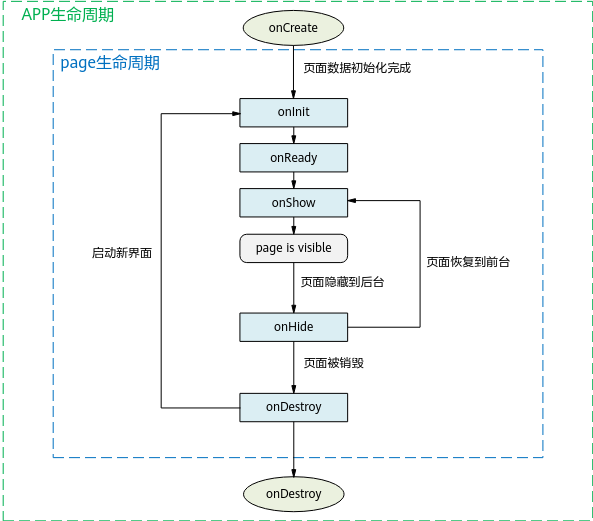 APP生命周期
onCreate
page生命周期
页面数据初始化完成
onInit
onReady
onShow
page is visible
启动新界面
页面恢复到前台
页面隐藏到后台
onHide
页面被销毁
onDestroy
onDestroy